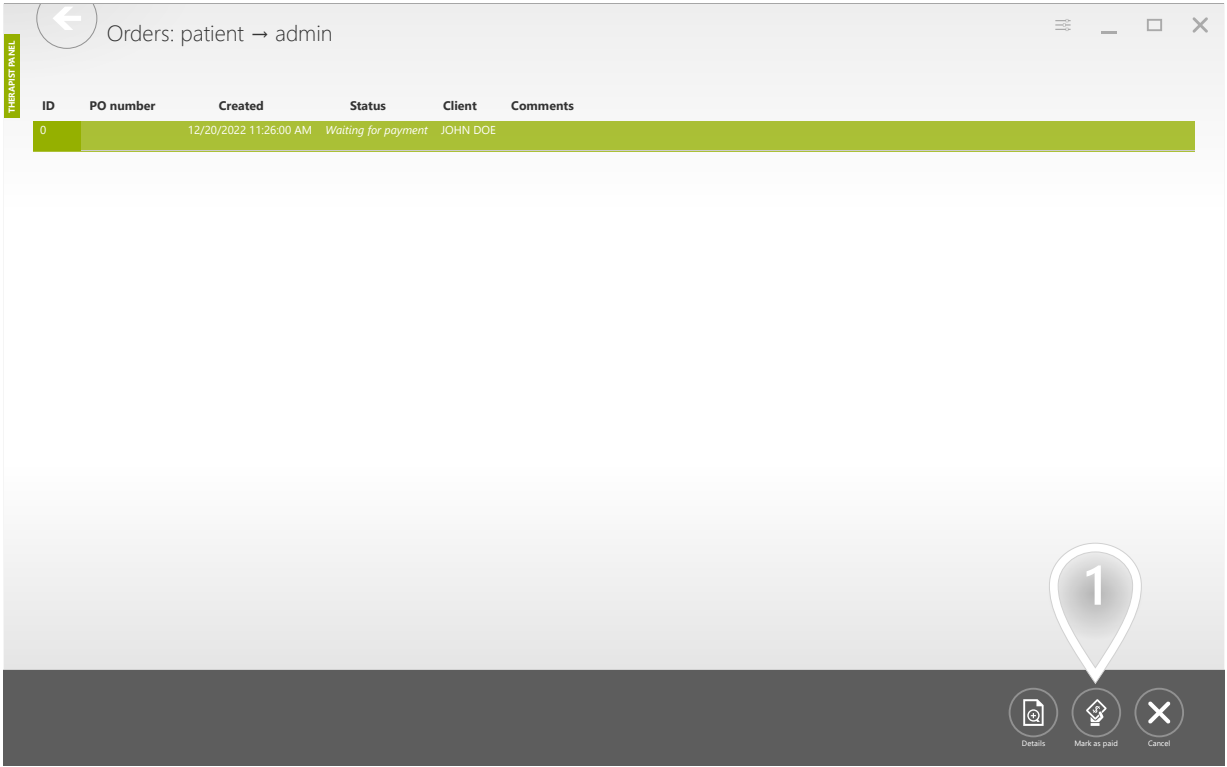 Orders: patient → admin
THERAPIST PANEL
ID PO number Created Status Client Comments
0 12/20/2022 11:26:00 AM Waiting for payment JOHN DOE
1
Details Mark as paid Cancel